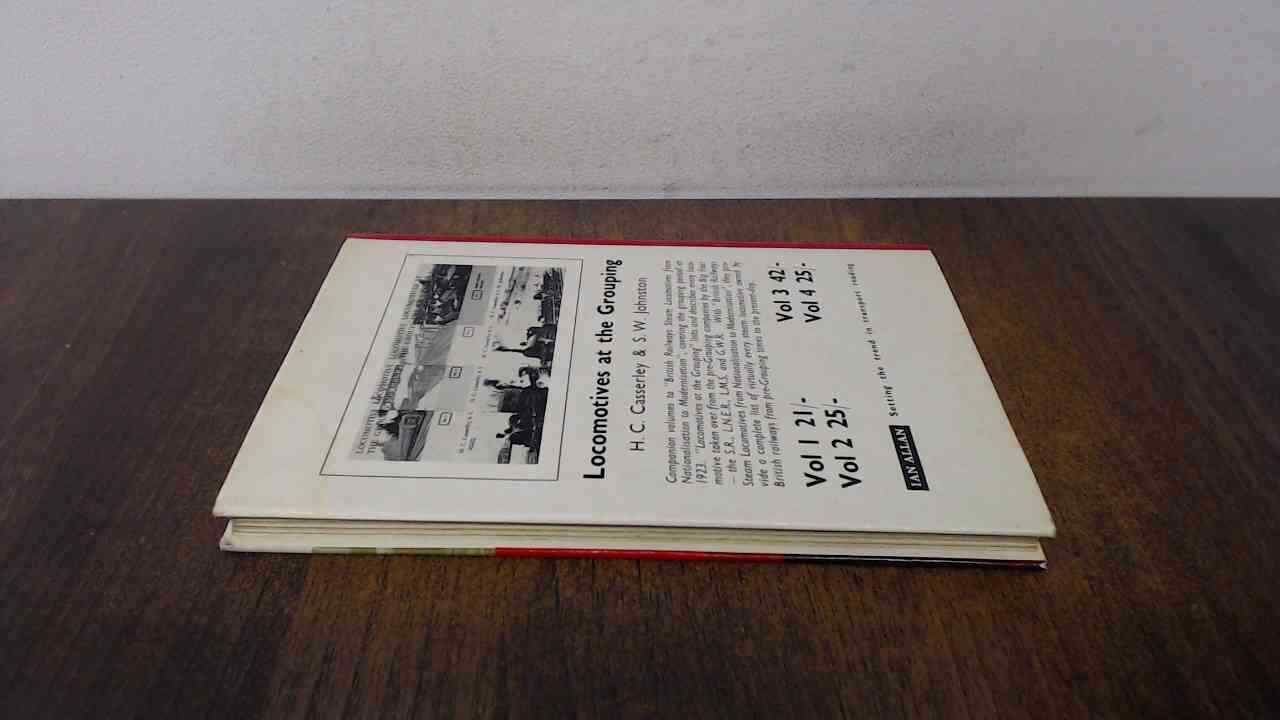 Locomotives at the Grouping
H. C. Casserley & S. W. Johnston
Companion volumes to "British Railways Steam Locomotives from
Nationalisation to Modernisation", covering the grouping period of
1923. "Locomotives at the Grouping" lists and describes every loco-
motive taken over from the pre-Grouping companies by the Big Four
– the S.R., L.N.E.R., L.M.S. and G.W.R. With "British Railways
Steam Locomotives from Nationalisation to Modernisation", they pro-
vide a complete list of virtually every steam locomotive owned by
British railways from pre-Grouping times to the present-day.
Vol 1 21/- Vol 3 42/-
Vol 2 25/- Vol 4 25/-
IAN ALLAN Setting the trend in transport reading